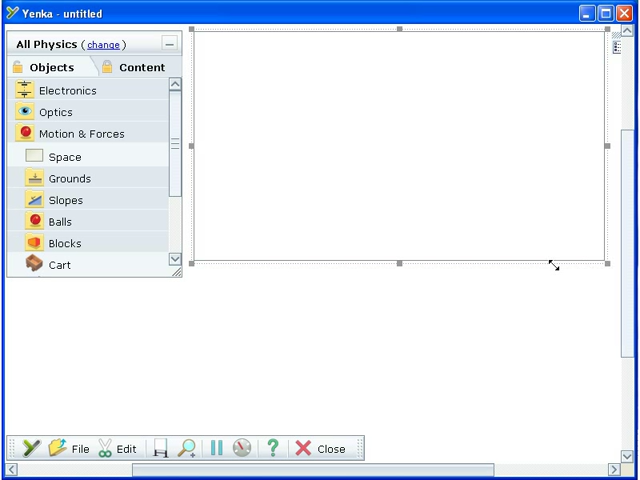 Yenka - untitled
All Physics ( change )
Objects Content
Electronics
Optics
Motion & Forces
Space
Grounds
Slopes
Balls
Blocks
Cart
File Edit ? Close